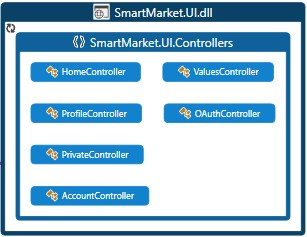 SmartMarket.UI.dll
SmartMarket.UI.Controllers
HomeController ValuesController
ProfileController OAuthController
PrivateController
AccountController